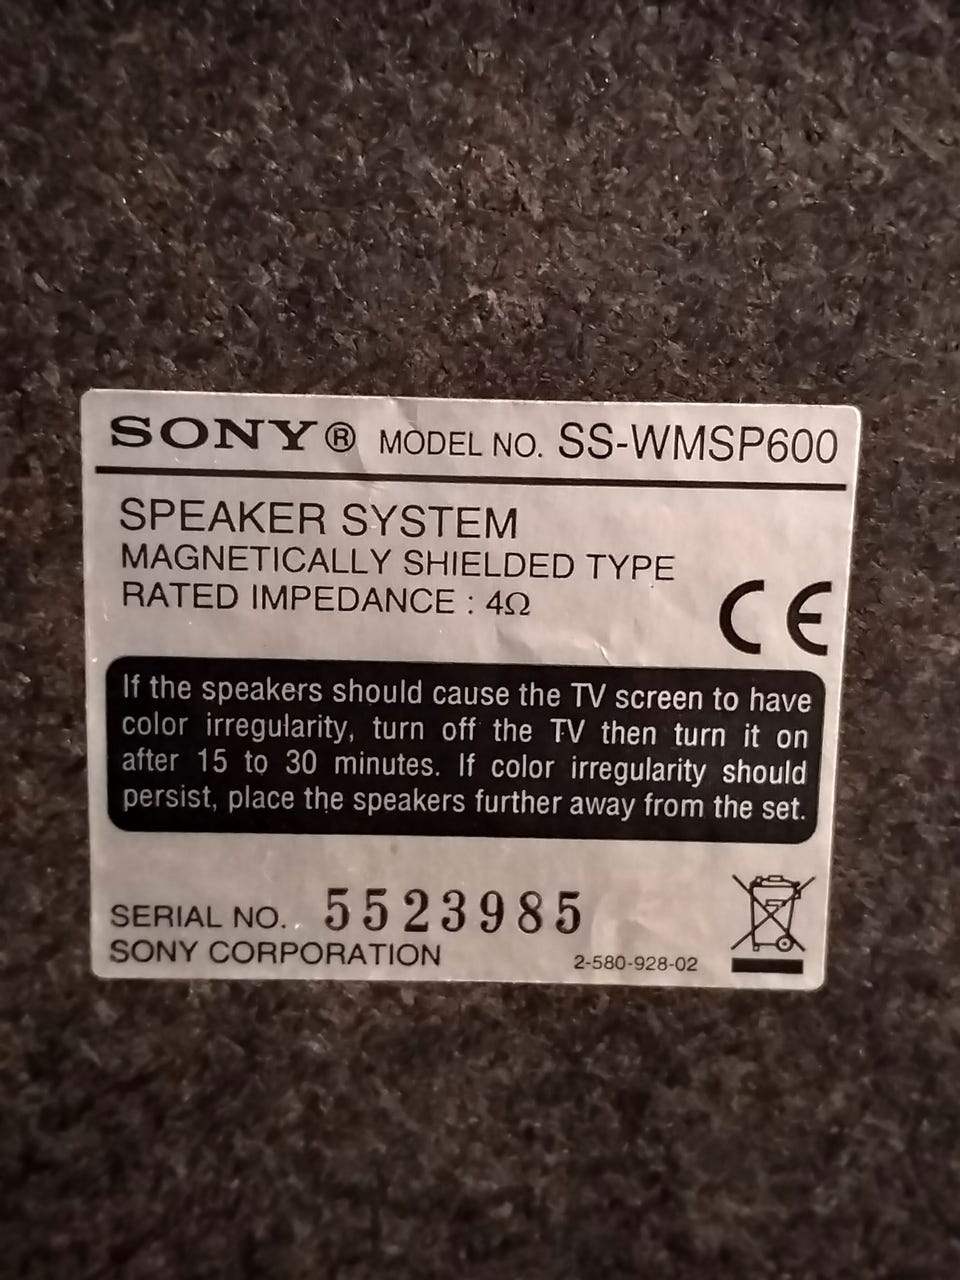 SONY® MODEL NO. SS-WMSP600
SPEAKER SYSTEM
MAGNETICALLY SHIELDED TYPE
RATED IMPEDANCE : 4Ω
CE
If the speakers should cause the TV screen to have
color irregularity, turn off the TV then turn it on
after 15 to 30 minutes. If color irregularity should
persist, place the speakers further away from the set.
SERIAL NO. 5523985
SONY CORPORATION 2-580-928-02